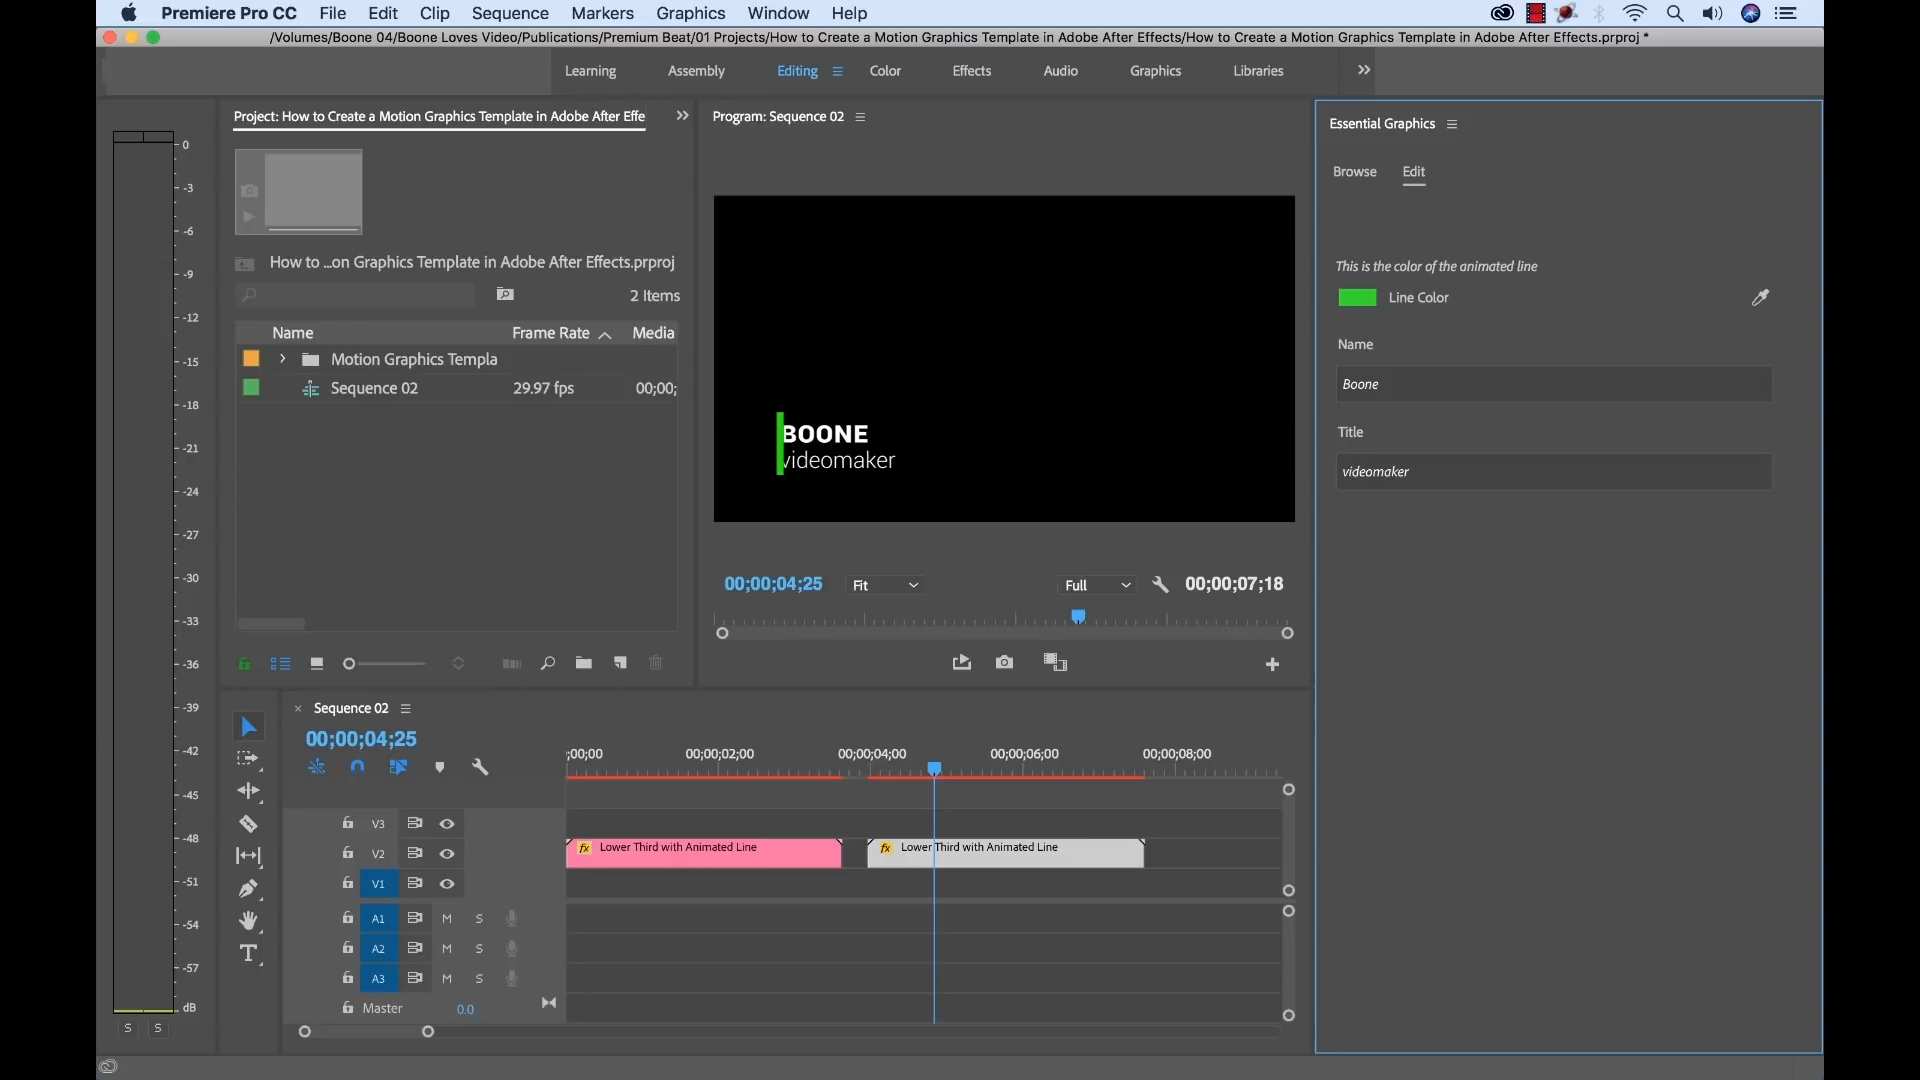 Premiere Pro CC File Edit Clip Sequence Markers Graphics Window Help
/Volumes/Boone 04/Boone Loves Video/Publications/Premium Beat/01 Projects/How to Create a Motion Graphics Template in Adobe After Effects/How to Create a Motion Graphics Template in Adobe After Effects.prproj *
Learning Assembly Editing Color Effects Audio Graphics Libraries
Project: How to Create a Motion Graphics Template in Adobe After Effe
How to ...on Graphics Template in Adobe After Effects.prproj
2 Items
Name Frame Rate Media
Motion Graphics Templa
Sequence 02 29.97 fps 00;00;
Program: Sequence 02
BOONE
videomaker
00;00;04;25 Fit Full 00;00;07;18
Essential Graphics
Browse Edit
This is the color of the animated line
Line Color
Name
Boone
Title
videomaker
0
-3
-6
-9
-12
-15
-18
-21
-24
-27
-30
-33
-36
-39
-42
-45
-48
-51
-54
-57
dB
S S
Sequence 02
00;00;04;25
;00;00 00;00;02;00 00;00;04;00 00;00;06;00 00;00;08;00
V3
V2 fx Lower Third with Animated Line fx Lower Third with Animated Line
V1
A1 M S
A2 M S
A3 M S
Master 0.0